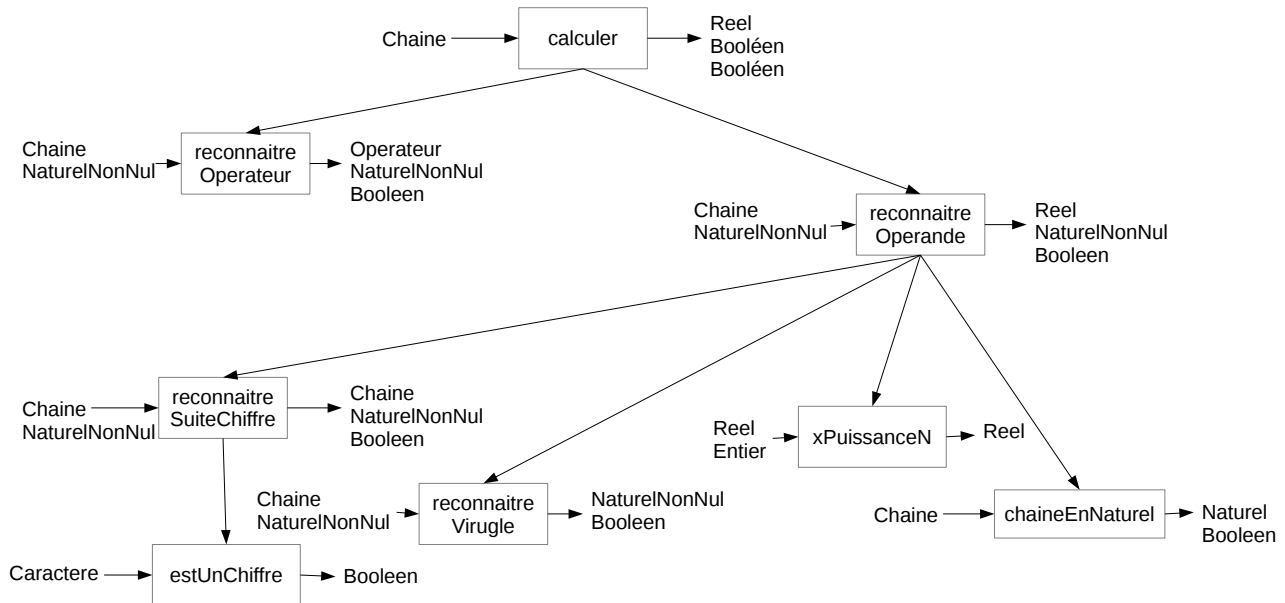 Chaine
calculer
Reel
Booléen
Booléen
Chaine
NaturelNonNul
reconnaitre
Operateur
Operateur
NaturelNonNul
Booleen
Chaine
NaturelNonNul
reconnaitre
Operande
Reel
NaturelNonNul
Booleen
Chaine
NaturelNonNul
reconnaitre
SuiteChiffre
Chaine
NaturelNonNul
Booleen
Reel
Entier
xPuissanceN
Reel
Chaine
NaturelNonNul
reconnaitre
Virugle
NaturelNonNul
Booleen
Chaine
chaineEnNaturel
Naturel
Booleen
Caractere
estUnChiffre
Booleen